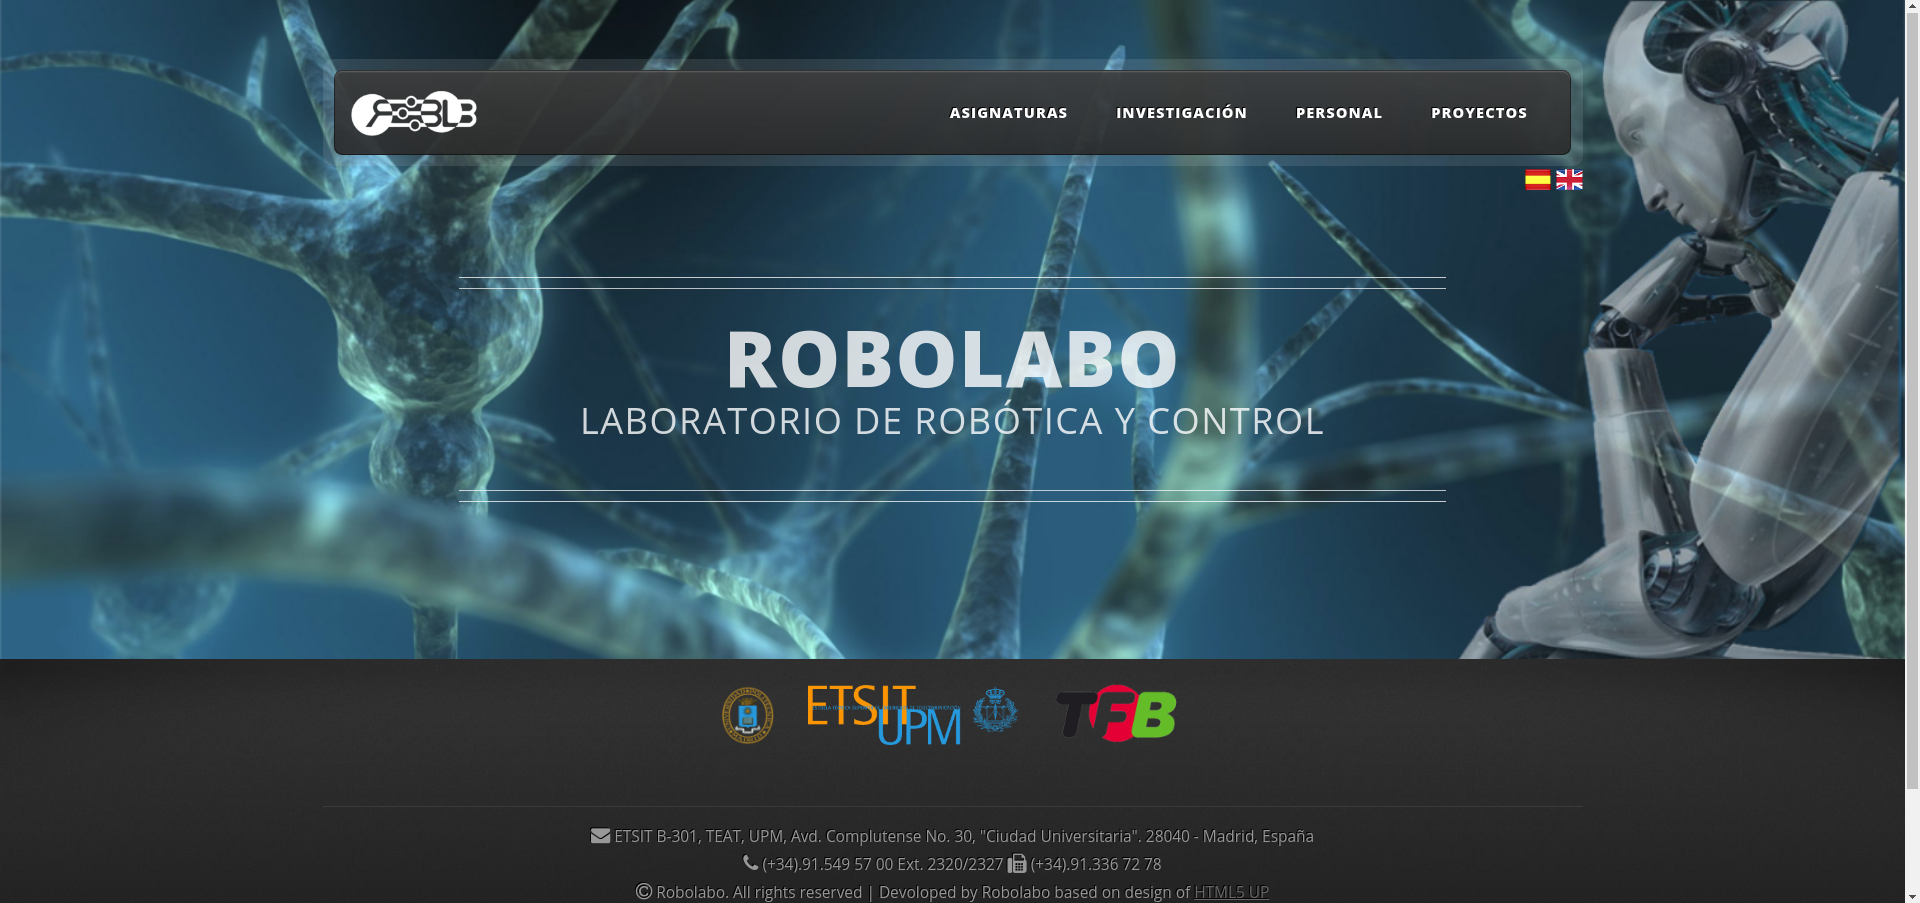 ROBLB
ASIGNATURAS INVESTIGACIÓN PERSONAL PROYECTOS
ROBOLABO
LABORATORIO DE ROBÓTICA Y CONTROL
ETSIT
UPM
TFB
ETSIT B-301, TEAT, UPM, Avd. Complutense No. 30, "Ciudad Universitaria". 28040 - Madrid, España
(+34).91.549 57 00 Ext. 2320/2327 (+34).91.336 72 78
© Robolabo. All rights reserved | Devoloped by Robolabo based on design of HTML5 UP